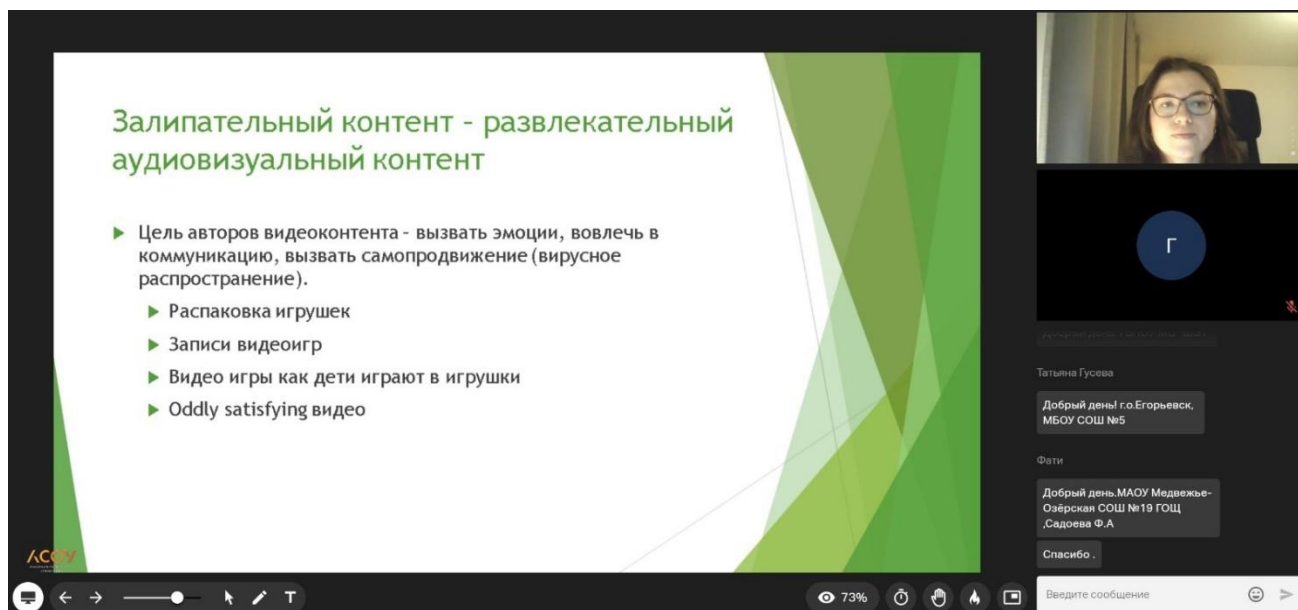 Залипательный контент - развлекательный
аудиовизуальный контент
Цель авторов видеоконтента - вызвать эмоции, вовлечь в
коммуникацию, вызвать самопродвижение (вирусное
распространение).
Распаковка игрушек
Записи видеоигр
Видео игры как дети играют в игрушки
Oddly satisfying видео
АСОУ
73%
Г
Татьяна Гусева
Добрый день! г.о.Егорьевск,
МБОУ СОШ №5
Фати
Добрый день.МАОУ Медвежье-
Озёрская СОШ №19 ГОЩ
,Садоева Ф.А
Спасибо .
Введите сообщение